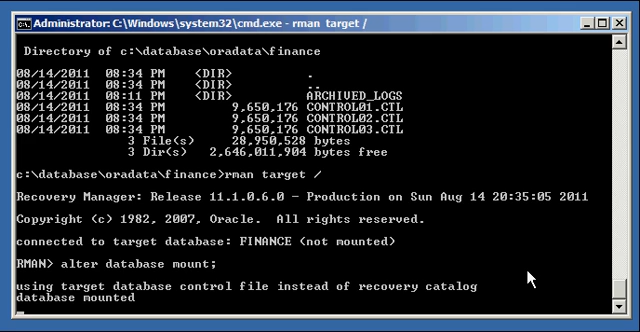 Administrator: C:\Windows\system32\cmd.exe - rman target /
Directory of c:\database\oradata\finance
08/14/2011  08:34 PM    <DIR>          .
08/14/2011  08:34 PM    <DIR>          ..
08/14/2011  08:11 PM    <DIR>          ARCHIVED_LOGS
08/14/2011  08:34 PM         9,650,176 CONTROL01.CTL
08/14/2011  08:34 PM         9,650,176 CONTROL02.CTL
08/14/2011  08:34 PM         9,650,176 CONTROL03.CTL
3 File(s)     28,950,528 bytes
3 Dir(s)   2,646,011,904 bytes free
c:\database\oradata\finance>rman target /
Recovery Manager: Release 11.1.0.6.0 - Production on Sun Aug 14 20:35:05 2011
Copyright (c) 1982, 2007, Oracle.  All rights reserved.
connected to target database: FINANCE (not mounted)
RMAN> alter database mount;
using target database control file instead of recovery catalog
database mounted